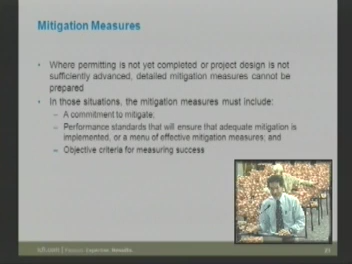 Mitigation Measures
• Where permitting is not yet completed or project design is not
sufficiently advanced, detailed mitigation measures cannot be
prepared
• In those situations, the mitigation measures must include:
– A commitment to mitigate;
– Performance standards that will ensure that adequate mitigation is
implemented, or a menu of effective mitigation measures; and
– Objective criteria for measuring success